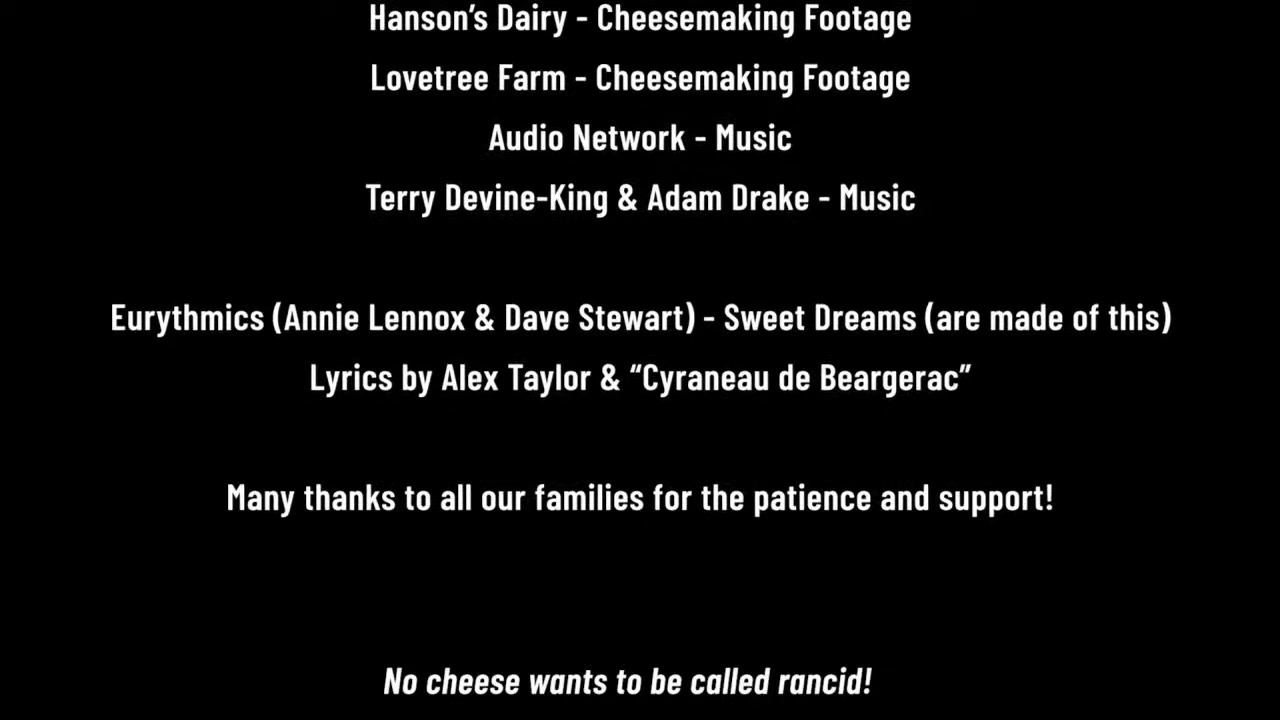 Hanson’s Dairy - Cheesemaking Footage
Lovetree Farm - Cheesemaking Footage
Audio Network - Music
Terry Devine-King & Adam Drake - Music
Eurythmics (Annie Lennox & Dave Stewart) - Sweet Dreams (are made of this)
Lyrics by Alex Taylor & “Cyraneau de Beargerac”
Many thanks to all our families for the patience and support!
No cheese wants to be called rancid!